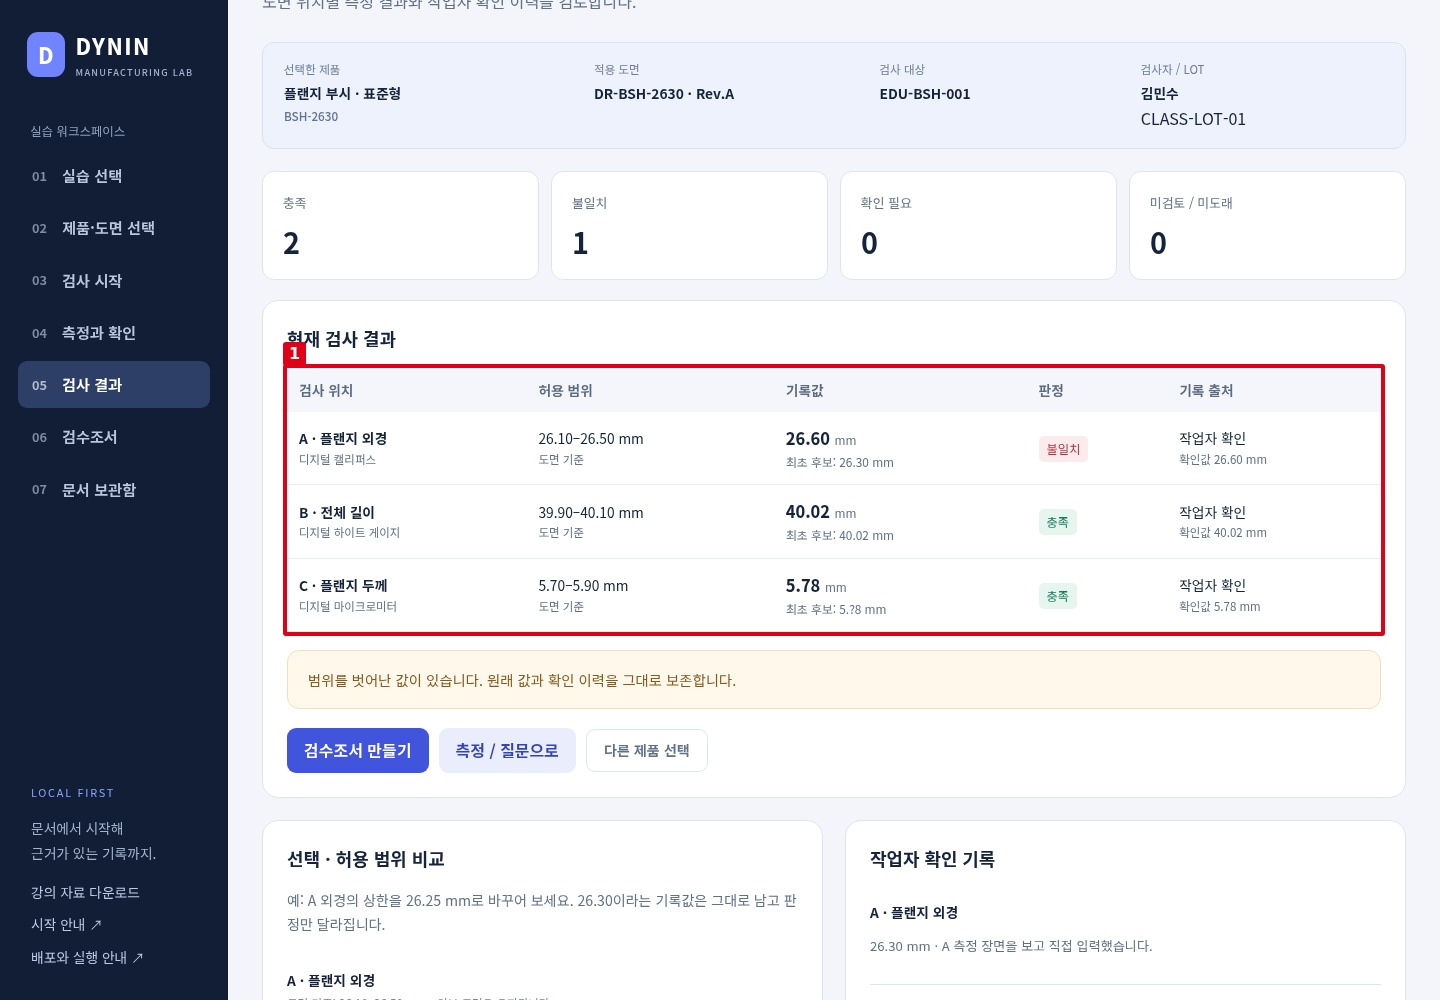 도면 위치별 측정 결과와 작업자 확인 이력을 검토합니다.
D
DYNIN
MANUFACTURING LAB
실습 워크스페이스
01 실습 선택
02 제품·도면 선택
03 검사 시작
04 측정과 확인
05 검사 결과
06 검수조서
07 문서 보관함
LOCAL FIRST
문서에서 시작해
근거가 있는 기록까지.
강의 자료 다운로드
시작 안내 ↗
배포와 실행 안내 ↗
선택한 제품 적용 도면 검사 대상 검사자 / LOT
플랜지 부시 · 표준형 DR-BSH-2630 · Rev.A EDU-BSH-001 김민수
BSH-2630 CLASS-LOT-01
충족 불일치 확인 필요 미검토 / 미도래
2 1 0 0
현재 검사 결과
1
검사 위치 허용 범위 기록값 판정 기록 출처
A · 플랜지 외경 26.10–26.50 mm 26.60 mm 불일치 작업자 확인
디지털 캘리퍼스 도면 기준 최초 후보: 26.30 mm 확인값 26.60 mm
B · 전체 길이 39.90–40.10 mm 40.02 mm 충족 작업자 확인
디지털 하이트 게이지 도면 기준 최초 후보: 40.02 mm 확인값 40.02 mm
C · 플랜지 두께 5.70–5.90 mm 5.78 mm 충족 작업자 확인
디지털 마이크로미터 도면 기준 최초 후보: 5.?8 mm 확인값 5.78 mm
범위를 벗어난 값이 있습니다. 원래 값과 확인 이력을 그대로 보존합니다.
검수조서 만들기 측정 / 질문으로 다른 제품 선택
선택 · 허용 범위 비교
예: A 외경의 상한을 26.25 mm로 바꾸어 보세요. 26.30이라는 기록값은 그대로 남고 판
정만 달라집니다.
A · 플랜지 외경
작업자 확인 기록
A · 플랜지 외경
26.30 mm · A 측정 장면을 보고 직접 입력했습니다.